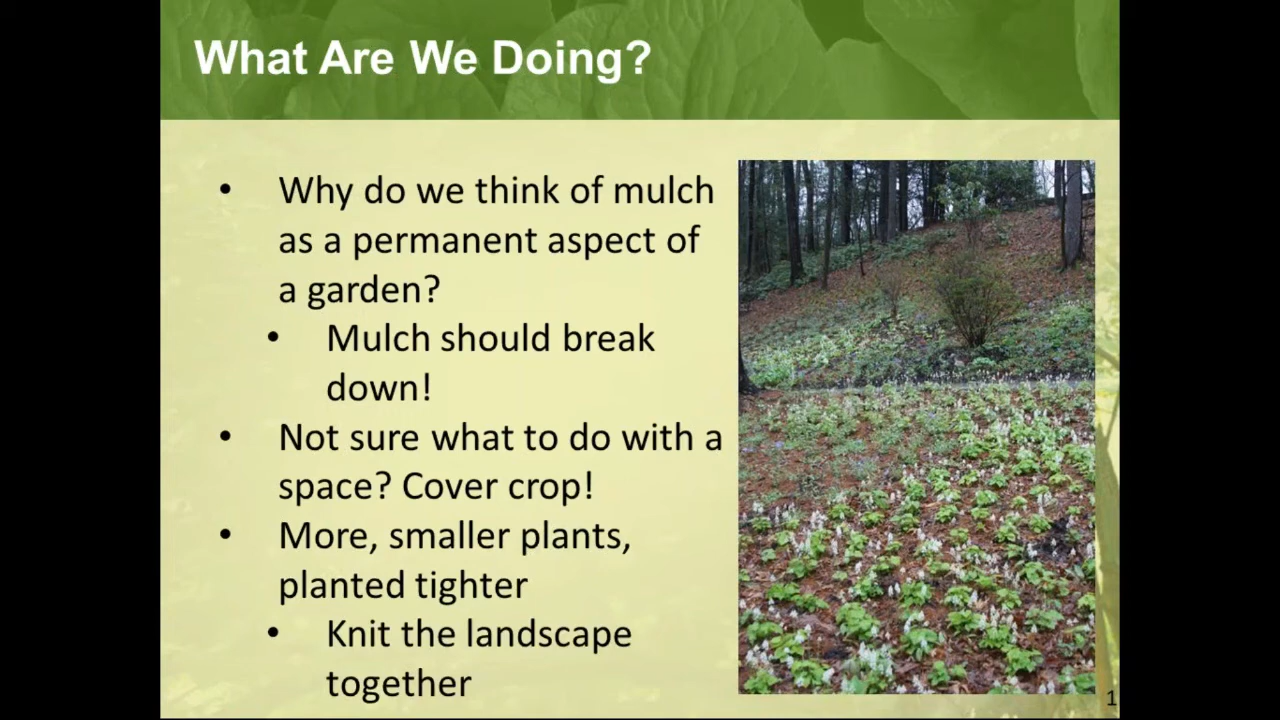 What Are We Doing?
• Why do we think of mulch
as a permanent aspect of
a garden?
• Mulch should break
down!
• Not sure what to do with a
space? Cover crop!
• More, smaller plants,
planted tighter
• Knit the landscape
together
1